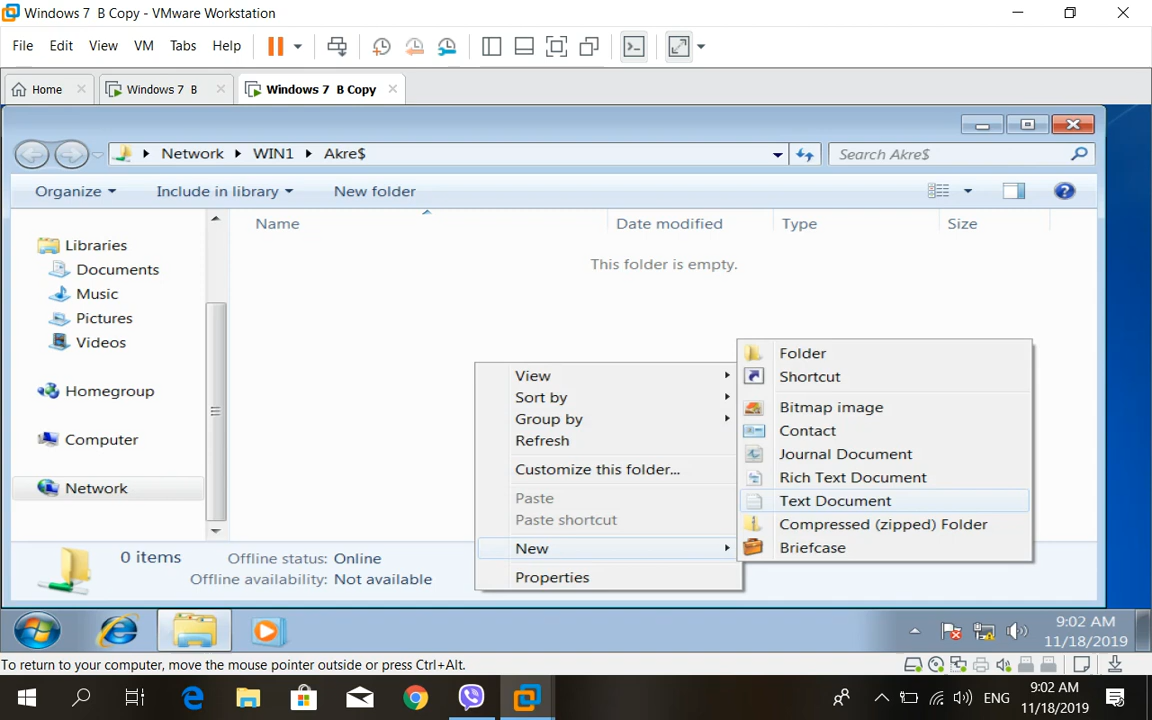 Windows 7 B Copy - VMware Workstation
File Edit View VM Tabs Help
Home Windows 7 B Windows 7 B Copy
Network WIN1 Akre$ Search Akre$
Organize Include in library New folder
Name Date modified Type Size
This folder is empty.
Libraries
Documents
Music
Pictures
Videos
Homegroup
Computer
Network
View
Sort by
Group by
Refresh
Customize this folder...
Paste
Paste shortcut
New
Properties
Folder
Shortcut
Bitmap image
Contact
Journal Document
Rich Text Document
Text Document
Compressed (zipped) Folder
Briefcase
0 items Offline status: Online
Offline availability: Not available
9:02 AM
11/18/2019
To return to your computer, move the mouse pointer outside or press Ctrl+Alt.
ENG 9:02 AM
11/18/2019